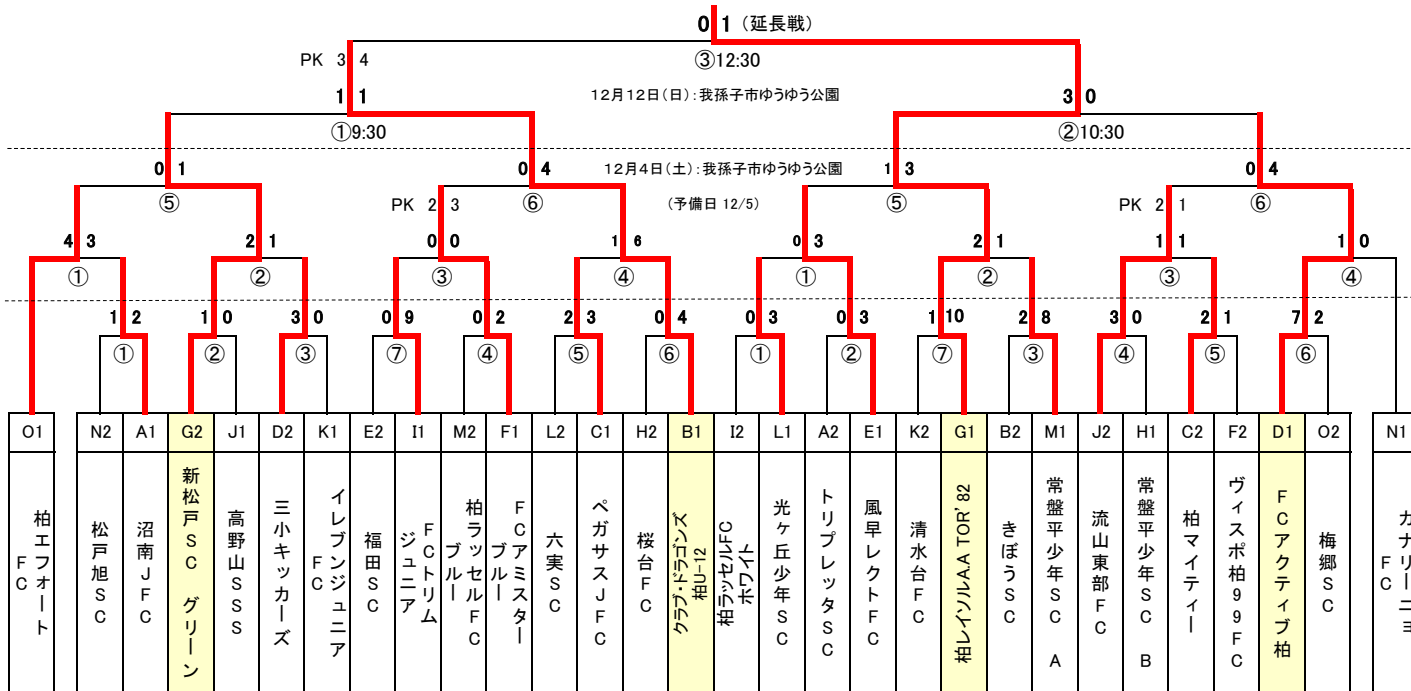 0 1 (延長戦)
PK 3 4
③12:30
1 1
12月12日(日):我孫子市ゆうゆう公園
3 0
①9:30
②10:30
0 1
0 4
12月4日(土):我孫子市ゆうゆう公園
1 3
0 4
⑤
PK 2 3
⑥
(予備日 12/5)
⑤
PK 2 1
⑥
4 3
2 1
0 0
1 6
0 3
2 1
1 1
1 0
①
②
③
④
①
②
③
④
1 2
1 0
3 0
0 9
0 2
2 3
0 4
0 3
0 3
1 10
2 8
3 0
2 1
7 2
①
②
③
⑦
④
⑤
⑥
①
②
⑦
③
④
⑤
⑥
O1
N2
A1
G2
J1
D2
K1
E2
I1
M2
F1
L2
C1
H2
B1
I2
L1
A2
E1
K2
G1
B2
M1
J2
H1
C2
F2
D1
O2
N1
柏エフォート
FC
松戸旭SC
沼南JFC
新松戸SC グリーン
高野山SSS
三小キッカーズ
イレブンジュニア
FC
福田SC
FCトリム
ジュニア
柏ラッセルFC
ブルー
FCアミスター
ブルー
六実SC
ペガサスJFC
桜台FC
クラブ・ドラゴンズ
柏U-12
柏ラッセルFC
ホワイト
光ヶ丘少年SC
トリプレッタSC
風早レクトFC
清水台FC
柏レイソルA.A TOR' 82
きぼうSC
常盤平少年SC A
流山東部FC
常盤平少年SC B
柏マイティー
ヴィスポ柏99FC
FCアクティブ柏
梅郷SC
カナリーニョ
FC